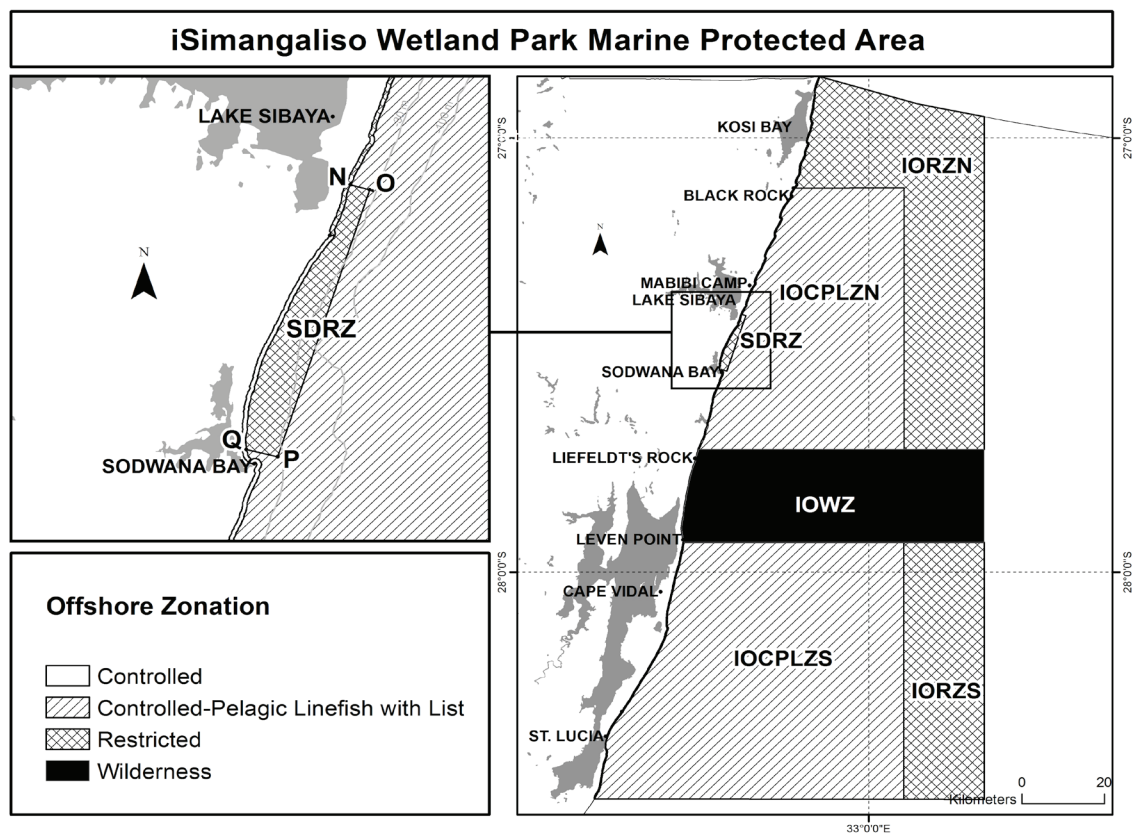 iSimangaliso Wetland Park Marine Protected Area
LAKE SIBAYA
N
O
N
SDRZ
Q
P
SODWANA BAY
Offshore Zonation
Controlled
Controlled-Pelagic Linefish with List
Restricted
Wilderness
27°0'0"S
27°0'0"S
KOSI BAY
IORZN
BLACK ROCK
N
MABIBI CAMP
LAKE SIBAYA
IOCPLZN
SDRZ
SODWANA BAY
LIEFELDT'S ROCK
IOWZ
LEVEN POINT
28°0'0"S
28°0'0"S
CAPE VIDAL
IOCPLZS
IORZS
ST. LUCIA
0 20
Kilometers
33°0'0"E